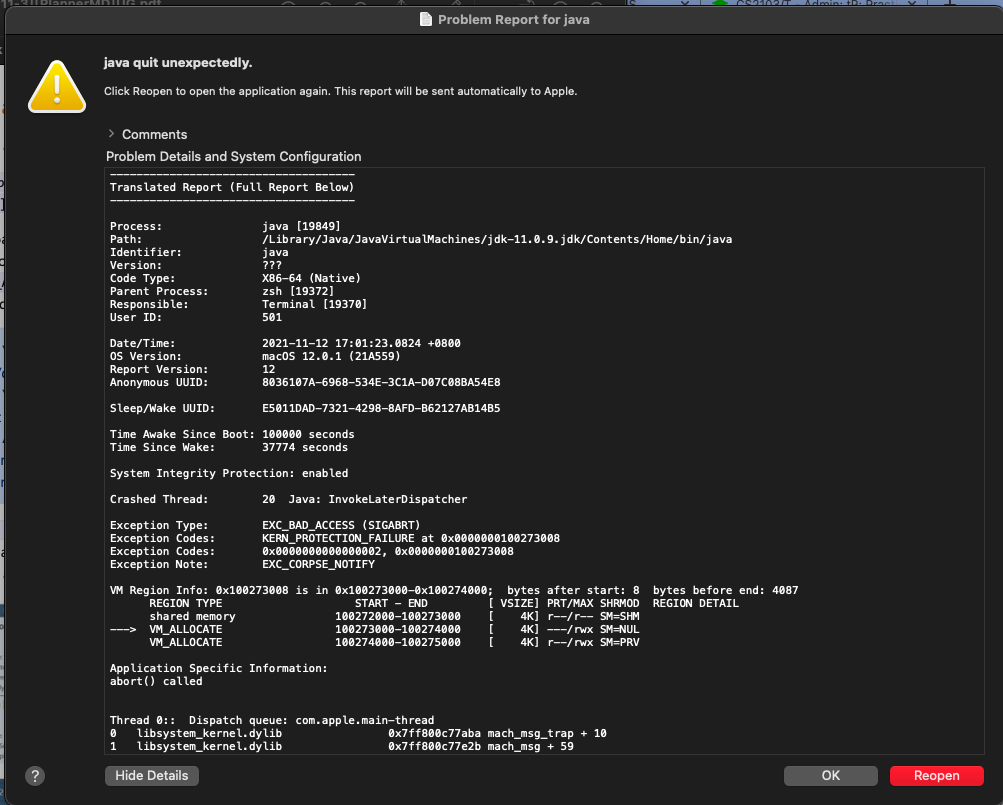 Problem Report for java
java quit unexpectedly.
Click Reopen to open the application again. This report will be sent automatically to Apple.
Comments
Problem Details and System Configuration
-------------------------------------
Translated Report (Full Report Below)
-------------------------------------
Process: java [19849]
Path: /Library/Java/JavaVirtualMachines/jdk-11.0.9.jdk/Contents/Home/bin/java
Identifier: java
Version: ???
Code Type: X86-64 (Native)
Parent Process: zsh [19372]
Responsible: Terminal [19370]
User ID: 501
Date/Time: 2021-11-12 17:01:23.0824 +0800
OS Version: macOS 12.0.1 (21A559)
Report Version: 12
Anonymous UUID: 8036107A-6968-534E-3C1A-D07C08BA54E8
Sleep/Wake UUID: E5011DAD-7321-4298-8AFD-B62127AB14B5
Time Awake Since Boot: 100000 seconds
Time Since Wake: 37774 seconds
System Integrity Protection: enabled
Crashed Thread: 20 Java: InvokeLaterDispatcher
Exception Type: EXC_BAD_ACCESS (SIGABRT)
Exception Codes: KERN_PROTECTION_FAILURE at 0x0000000100273008
Exception Codes: 0x0000000000000002, 0x0000000100273008
Exception Note: EXC_CORPSE_NOTIFY
VM Region Info: 0x100273008 is in 0x100273000-0x100274000; bytes after start: 8 bytes before end: 4087
REGION TYPE START - END [ VSIZE] PRT/MAX SHRMOD REGION DETAIL
shared memory 100272000-100273000 [ 4K] r--/r-- SM=SHM
---> VM_ALLOCATE 100273000-100274000 [ 4K] ---/rwx SM=NUL
VM_ALLOCATE 100274000-100275000 [ 4K] r--/rwx SM=PRV
Application Specific Information:
abort() called
Thread 0:: Dispatch queue: com.apple.main-thread
0 libsystem_kernel.dylib 0x7ff800c77aba mach_msg_trap + 10
1 libsystem_kernel.dylib 0x7ff800c77e2b mach_msg + 59
?
Hide Details
OK
Reopen